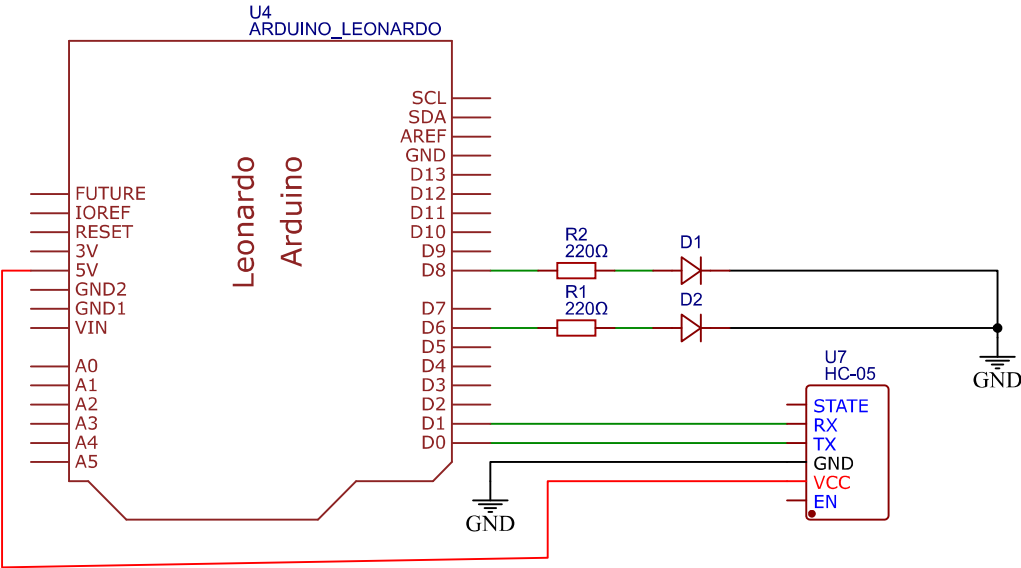 U4
ARDUINO_LEONARDO
Leonardo
Arduino
FUTURE
IOREF
RESET
3V
5V
GND2
GND1
VIN
A0
A1
A2
A3
A4
A5
SCL
SDA
AREF
GND
D13
D12
D11
D10
D9
D8
D7
D6
D5
D4
D3
D2
D1
D0
R2
220Ω
D1
R1
220Ω
D2
GND
U7
HC-05
STATE
RX
TX
GND
VCC
EN
GND